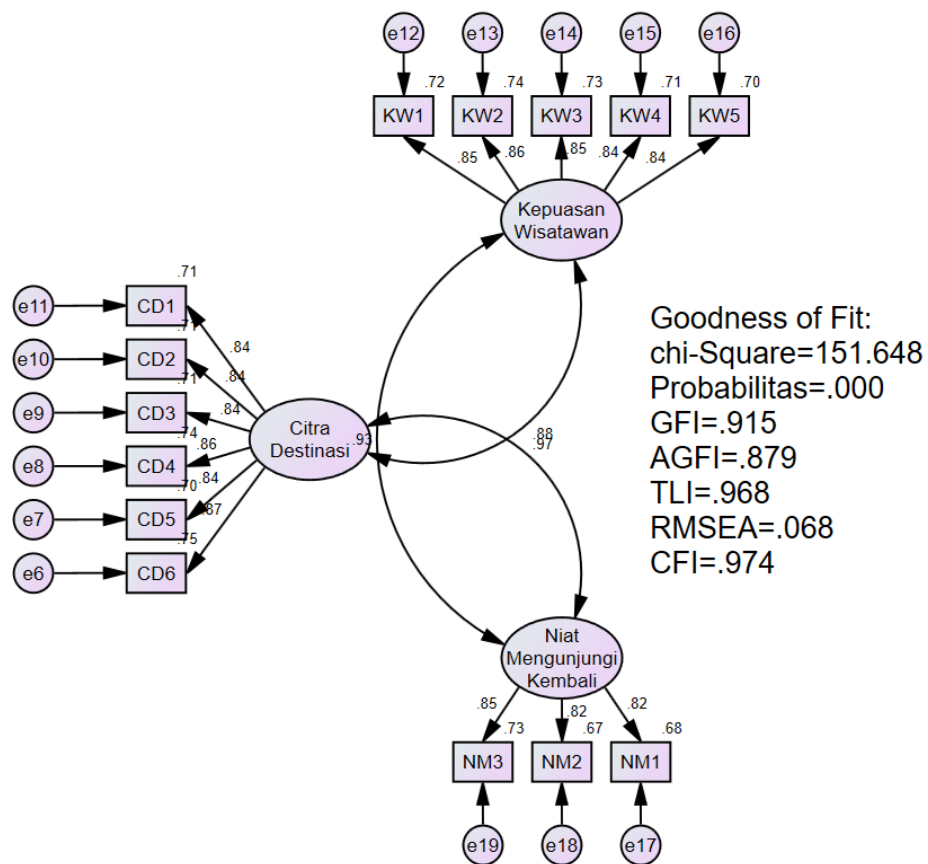 e12 e13 e14 e15 e16
.72 .74 .73 .71 .70
KW1 KW2 KW3 KW4 KW5
.85 .86 .85 .84 .84
Kepuasan
Wisatawan
.71
e11 CD1
.71
.84
e10 CD2
.71 .84
e9 CD3 .84
.74 .86
e8 CD4
.70 .84
e7 CD5 .87
.75
e6 CD6
Citra
Destinasi
.93
.88
.97
Goodness of Fit:
chi-Square=151.648
Probabilitas=.000
GFI=.915
AGFI=.879
TLI=.968
RMSEA=.068
CFI=.974
Niat
Mengunjungi
Kembali
.85 .82 .82
.73 .67 .68
NM3 NM2 NM1
e19 e18 e17